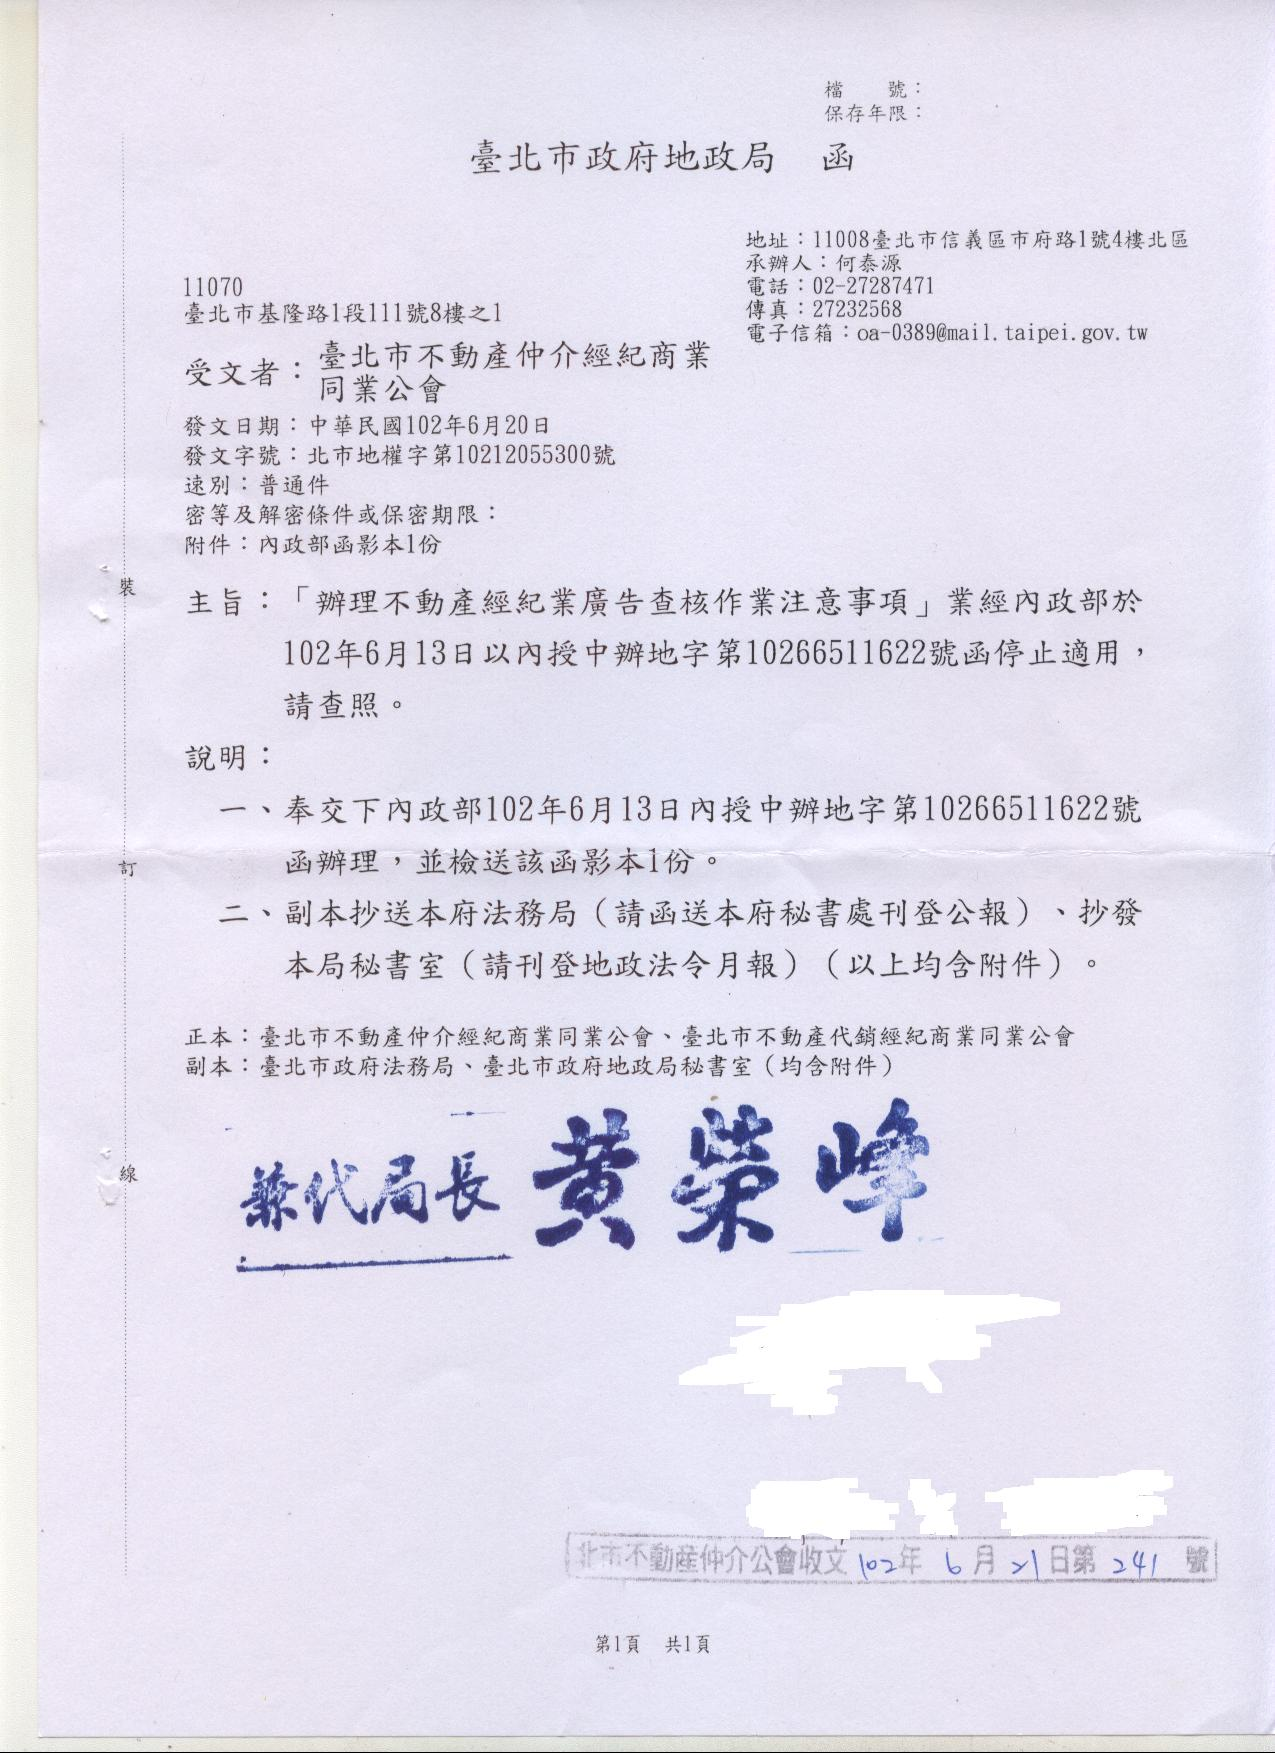 檔　　號：
保存年限：
臺北市政府地政局　函
地址：11008臺北市信義區市府路1號4樓北區
承辦人：何泰源
電話：02-27287471
傳真：27232568
電子信箱：oa-0389@mail.taipei.gov.tw
11070
臺北市基隆路1段111號8樓之1
受文者：臺北市不動產仲介經紀商業
同業公會
發文日期：中華民國102年6月20日
發文字號：北市地權字第10212055300號
速別：普通件
密等及解密條件或保密期限：
附件：內政部函影本1份
主旨：「辦理不動產經紀業廣告查核作業注意事項」業經內政部於
102年6月13日以內授中辦地字第10266511622號函停止適用，
請查照。
說明：
一、奉交下內政部102年6月13日內授中辦地字第10266511622號
函辦理，並檢送該函影本1份。
二、副本抄送本府法務局（請函送本府秘書處刊登公報）、抄發
本局秘書室（請刊登地政法令月報）（以上均含附件）。
正本：臺北市不動產仲介經紀商業同業公會、臺北市不動產代銷經紀商業同業公會
副本：臺北市政府法務局、臺北市政府地政局秘書室（均含附件）
兼代局長 黃榮峰
裝
訂
線
北市不動產仲介公會收文102年6月21日第241號
第1頁　共1頁